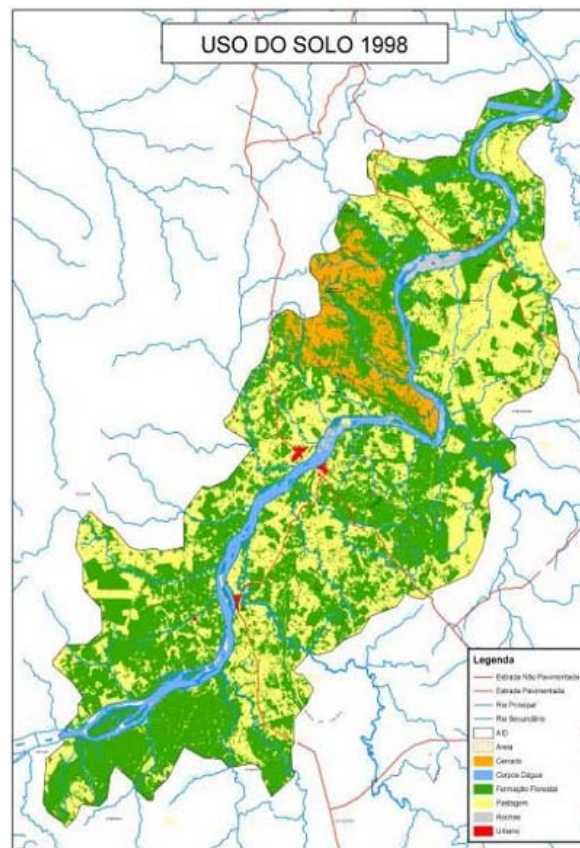 USO DO SOLO 1998
Legenda
Estrada Não Pavimentada
Estrada Pavimentada
Rio Principal
Rio Secundário
AID
Areia
Cerrado
Corpos Dágua
Formação Florestal
Pastagem
Rochas
Urbano